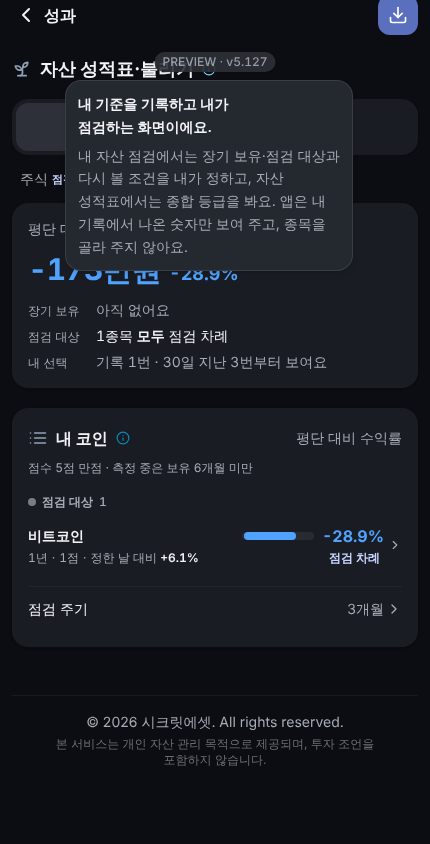 성과
PREVIEW · v5.127
자산 성적표·불리기
내 기준을 기록하고 내가
점검하는 화면이에요.
내 자산 점검에서는 장기 보유·점검 대상과
다시 볼 조건을 내가 정하고, 자산
성적표에서는 종합 등급을 봐요. 앱은 내
기록에서 나온 숫자만 보여 주고, 종목을
골라 주지 않아요.
주식
평단
-173만원 -28.9%
장기 보유 아직 없어요
점검 대상 1종목 모두 점검 차례
내 선택 기록 1번 · 30일 지난 3번부터 보여요
내 코인 평단 대비 수익률
점수 5점 만점 · 측정 중은 보유 6개월 미만
점검 대상 1
비트코인 -28.9%
1년 · 1점 · 정한 날 대비 +6.1% 점검 차례
점검 주기 3개월
© 2026 시크릿에셋. All rights reserved.
본 서비스는 개인 자산 관리 목적으로 제공되며, 투자 조언을
포함하지 않습니다.